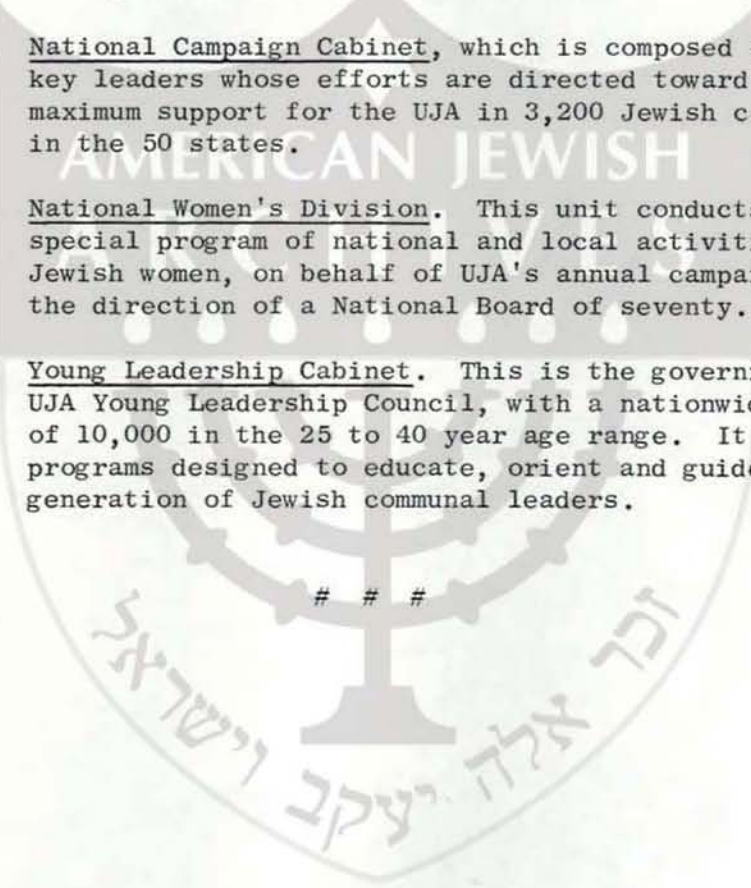 National Campaign Cabinet, which is composed
key leaders whose efforts are directed toward
maximum support for the UJA in 3,200 Jewish c
in the 50 states.
AMERICAN JEWISH
ARCHIVES
National Women's Division. This unit conduct
special program of national and local activiti
Jewish women, on behalf of UJA's annual campai
the direction of a National Board of seventy.
Young Leadership Cabinet. This is the govern
UJA Young Leadership Council, with a nationwi
of 10,000 in the 25 to 40 year age range. It
programs designed to educate, orient and guid
generation of Jewish communal leaders.
# # #
זכר אלה יעקב וישראל